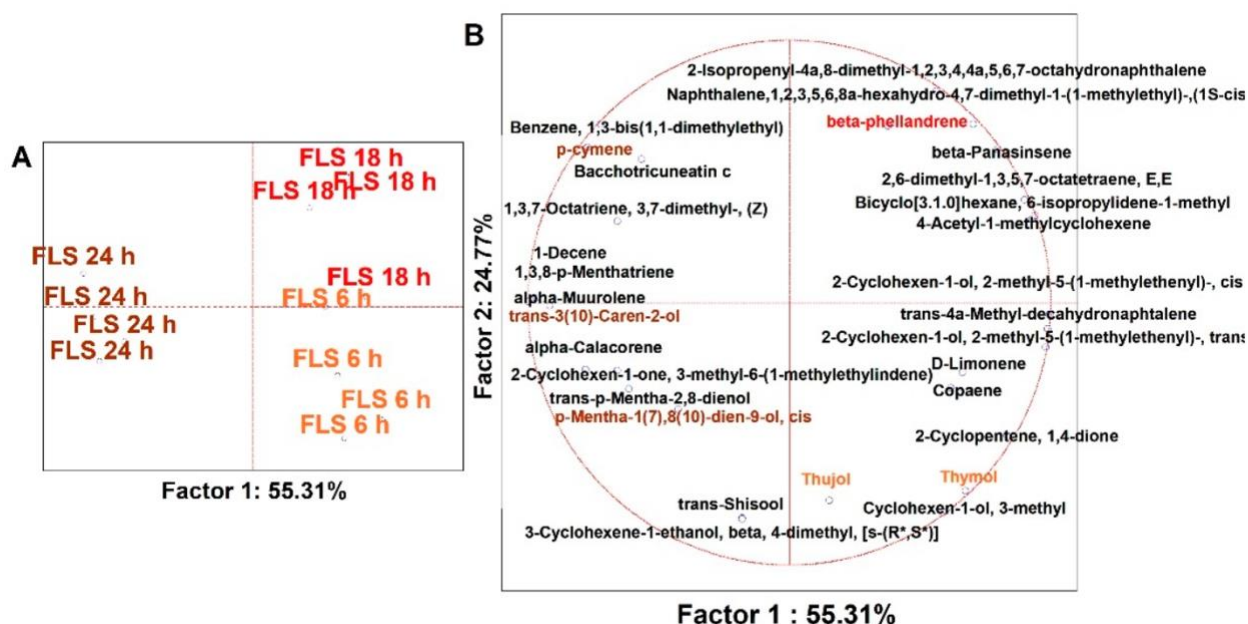 A
FLS 18 h
FLS 18 h
FLS 18 h
FLS 24 h
FLS 18 h
FLS 24 h
FLS 6 h
FLS 24 h
FLS 24 h
FLS 6 h
FLS 6 h
FLS 6 h
Factor 1: 55.31%
Factor 2: 24.77%
B
2-Isopropenyl-4a,8-dimethyl-1,2,3,4,4a,5,6,7-octahydronaphthalene
Naphthalene,1,2,3,5,6,8a-hexahydro-4,7-dimethyl-1-(1-methylethyl)-,(1S-cis
Benzene, 1,3-bis(1,1-dimethylethyl)
beta-phellandrene
p-cymene
beta-Panasinsene
Bacchotricuneatin c
2,6-dimethyl-1,3,5,7-octatetraene, E,E
1,3,7-Octatriene, 3,7-dimethyl-, (Z)
Bicyclo[3.1.0]hexane, 6-isopropylidene-1-methyl
4-Acetyl-1-methylcyclohexene
1-Decene
1,3,8-p-Menthatriene
2-Cyclohexen-1-ol, 2-methyl-5-(1-methylethenyl)-, cis
alpha-Muurolene
trans-3(10)-Caren-2-ol
trans-4a-Methyl-decahydronaphtalene
2-Cyclohexen-1-ol, 2-methyl-5-(1-methylethenyl)-, trans
alpha-Calacorene
D-Limonene
2-Cyclohexen-1-one, 3-methyl-6-(1-methylethylindene)
Copaene
trans-p-Mentha-2,8-dienol
p-Mentha-1(7),8(10)-dien-9-ol, cis
2-Cyclopentene, 1,4-dione
Thujol
Thymol
trans-Shisool
Cyclohexen-1-ol, 3-methyl
3-Cyclohexene-1-ethanol, beta, 4-dimethyl, [s-(R*,S*)]
Factor 1 : 55.31%